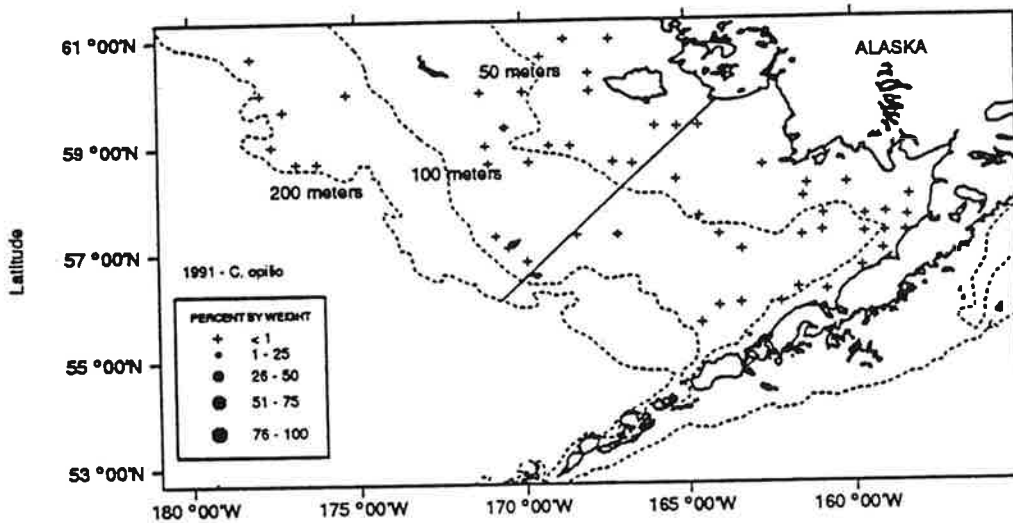 61 °00'N
59 °00'N
57 °00'N
55 °00'N
53 °00'N
Latitude
ALASKA
50 meters
100 meters
200 meters
1991 - C. opilio
PERCENT BY WEIGHT
+ < 1
1 - 25
26 - 50
51 - 75
76 - 100
180 °00'W
175 °00'W
170 °00'W
165 °00'W
160 °00'W